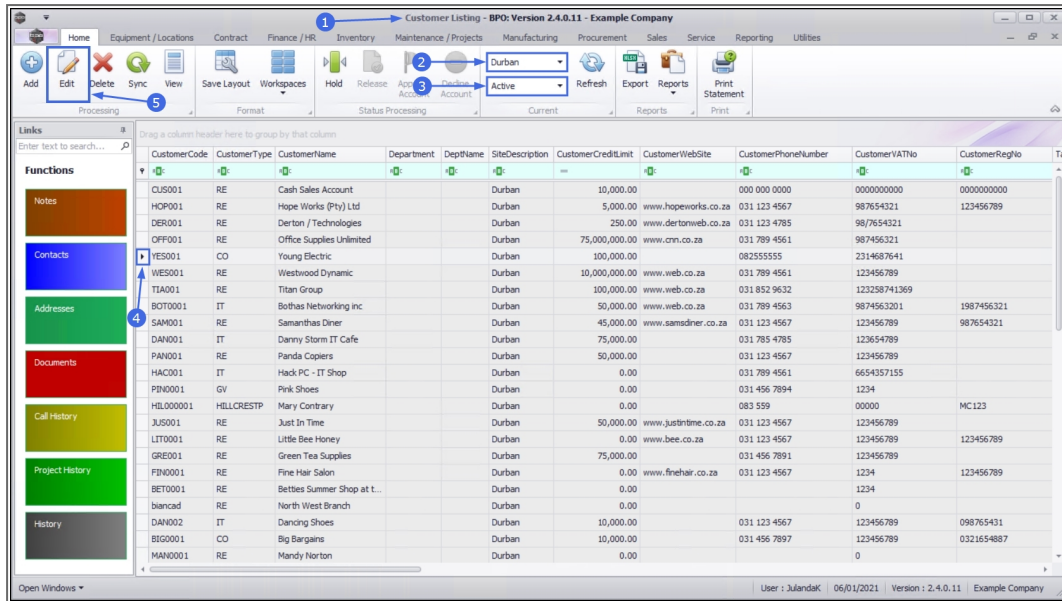 1
Customer Listing - BPO: Version 2.4.0.11 - Example Company
Home Equipment / Locations Contract Finance / HR Inventory Maintenance / Projects Manufacturing Procurement Sales Service Reporting Utilities
2 Durban
3 Active
Add Edit Delete Sync View Save Layout Workspaces Hold Release Refresh Export Reports Print Statement
Account Decline Account
5
Processing Format Status Processing Current Reports Print
Links
Enter text to search...
Drag a column header here to group by that column
Functions
CustomerCode CustomerType CustomerName Department DeptName SiteDescription CustomerCreditLimit CustomerWebSite CustomerPhoneNumber CustomerVATNo CustomerRegNo
CUS001 RE Cash Sales Account Durban 10,000.00 000 000 0000 0000000000 0000000000
HOP001 RE Hope Works (Pty) Ltd Durban 5,000.00 www.hopeworks.co.za 031 123 4567 987654321 123456789
DER001 RE Derton / Technologies Durban 250.00 www.dertonweb.co.za 031 123 4785 98/7654321
OFF001 RE Office Supplies Unlimited Durban 75,000,000.00 www.cnn.co.za 031 789 4561 987456321
YES001 CO Young Electric Durban 100,000.00 082555555 2314687641
WES001 RE Westwood Dynamic Durban 10,000,000.00 www.web.co.za 031 789 4561 123456789
TIA001 RE Titan Group Durban 100,000.00 www.web.co.za 031 852 9632 123258741369
BOT0001 IT Bothas Networking inc Durban 50,000.00 www.web.co.za 031 789 4563 9874563201 1987456321
SAM001 RE Samanthas Diner Durban 45,000.00 www.samsdiner.co.za 031 123 4567 123456789 987654321
DAN001 IT Danny Storm IT Cafe Durban 75,000.00 031 785 4785 123654789
PAN001 RE Panda Copiers Durban 50,000.00 031 123 4567 123456789
HAC001 IT Hack PC - IT Shop Durban 0.00 031 789 4561 6654357155
PIN0001 GV Pink Shoes Durban 0.00 031 456 7894 1234
HIL000001 HILLCRESTP Mary Contrary Durban 0.00 083 559 00000 MC123
JUS001 RE Just In Time Durban 50,000.00 www.justintime.co.za 031 123 4567 123456789
LIT0001 RE Little Bee Honey Durban 0.00 www.bee.co.za 031 123 4567 123456789 123456789
GRE001 RE Green Tea Supplies Durban 75,000.00 031 456 7891 123456789
FIN0001 RE Fine Hair Salon Durban 0.00 www.finehair.co.za 031 123 4567 1234 123456789
BET0001 RE Betties Summer Shop at t... Durban 0.00 1234
biancad RE North West Branch Durban 0.00 0
DAN002 IT Dancing Shoes Durban 10,000.00 031 123 4567 123456789 098765431
BIG0001 CO Big Bargains Durban 10,000.00 031 456 7897 123456789 0321654887
MAN0001 RE Mandy Norton Durban 0.00 0
4
Notes
Contacts
Addresses
Documents
Call History
Project History
History
Open Windows
User : JulandaK 06/01/2021 Version : 2.4.0.11 Example Company